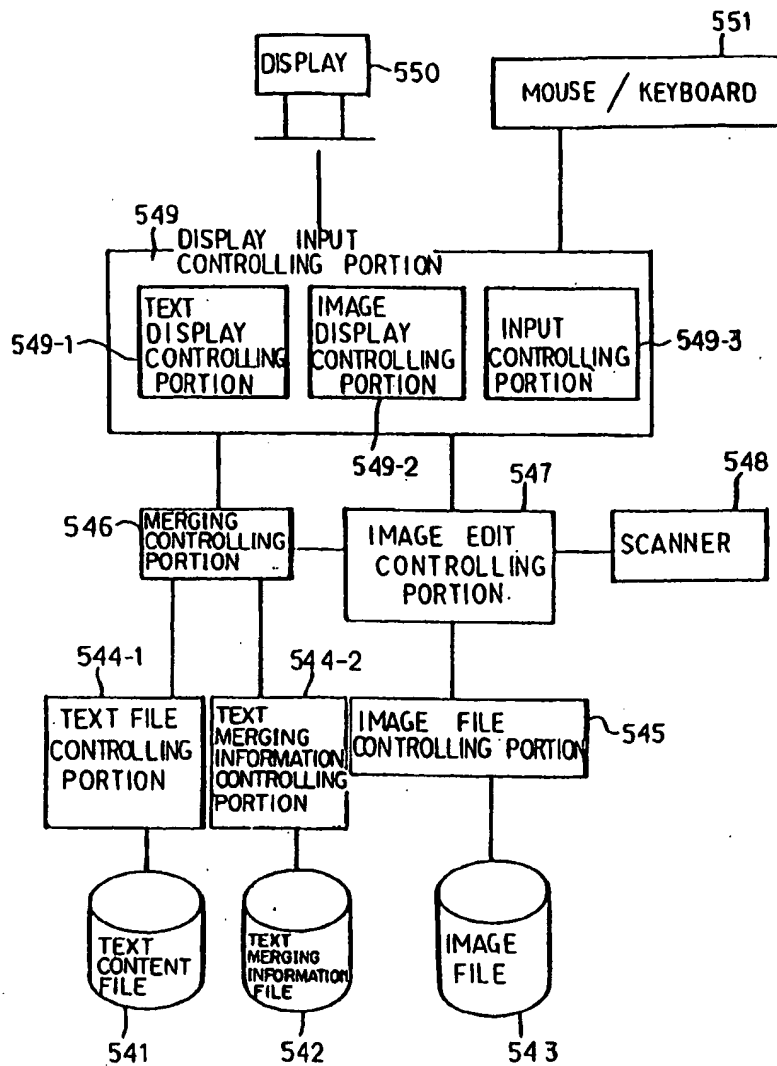 551
DISPLAY
550
MOUSE / KEYBOARD
549
DISPLAY INPUT
CONTROLLING PORTION
TEXT
DISPLAY
CONTROLLING
PORTION
IMAGE
DISPLAY
CONTROLLING
PORTION
INPUT
CONTROLLING
PORTION
549-1
549-3
549-2
547
548
546
MERGING
CONTROLLING
PORTION
IMAGE EDIT
CONTROLLING
PORTION
SCANNER
544-1
544-2
TEXT FILE
CONTROLLING
PORTION
TEXT
MERGING
INFORMATION
CONTROLLING
PORTION
IMAGE FILE
CONTROLLING PORTION
545
TEXT
CONTENT
FILE
TEXT
MERGING
INFORMATION
FILE
IMAGE
FILE
541
542
543